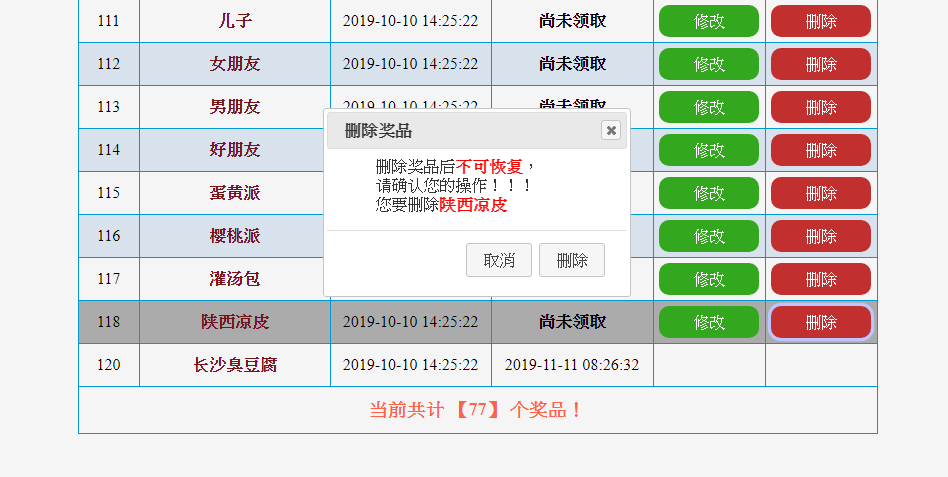 111 儿子 2019-10-10 14:25:22 尚未领取 修改 删除
112 女朋友 2019-10-10 14:25:22 尚未领取 修改 删除
113 男朋友 2019-10-10 14:25:22 尚未领取 修改 删除
114 好朋友 修改 删除
115 蛋黄派 修改 删除
116 樱桃派 修改 删除
117 灌汤包 修改 删除
118 陕西凉皮 2019-10-10 14:25:22 尚未领取 修改 删除
120 长沙臭豆腐 2019-10-10 14:25:22 2019-11-11 08:26:32
当前共计【77】个奖品！
删除奖品
删除奖品后不可恢复，
请确认您的操作！！！
您要删除陕西凉皮
取消 删除